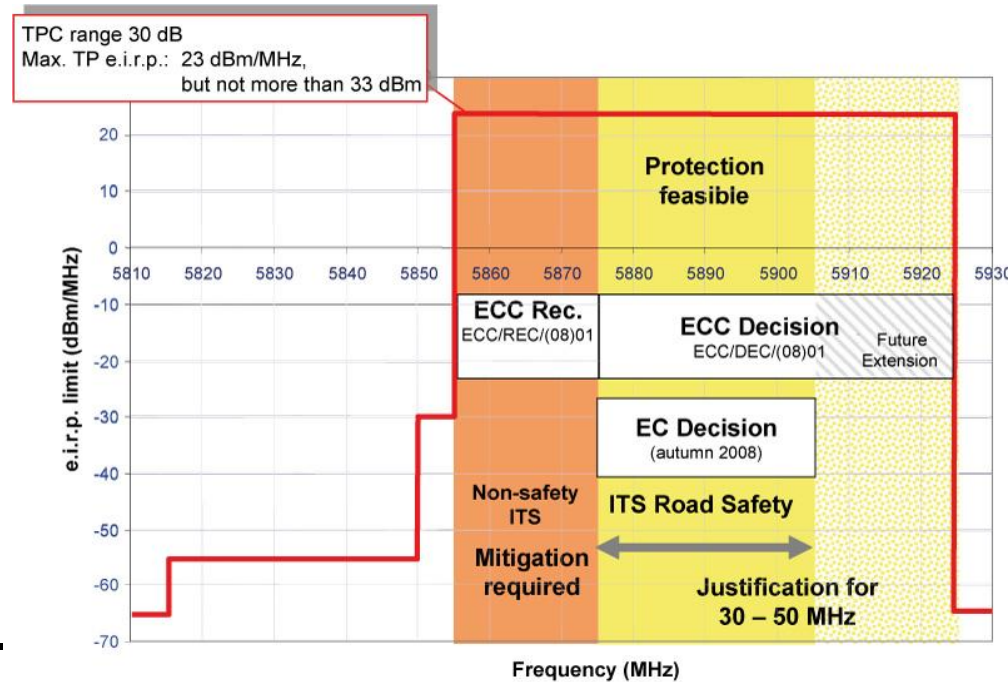 TPC range 30 dB
Max. TP e.i.r.p.: 23 dBm/MHz,
but not more than 33 dBm
e.i.r.p. limit (dBm/MHz)
20
10
0
-10
-20
-30
-40
-50
-60
-70
5810 5820 5830 5840 5850 5860 5870 5880 5890 5900 5910 5920 5930
Protection
feasible
ECC Rec.
ECC/REC/(08)01
ECC Decision
ECC/DEC/(08)01
Future
Extension
EC Decision
(autumn 2008)
Non-safety
ITS
ITS Road Safety
Mitigation
required
Justification for
30 – 50 MHz
Frequency (MHz)